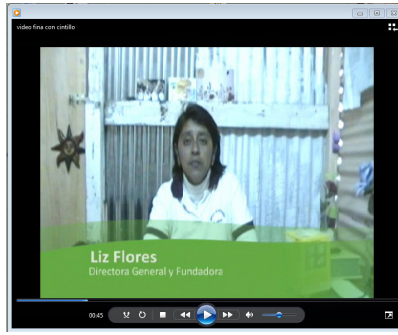 video fina con cintillo
Liz Flores
Directora General y Fundadora
00:45